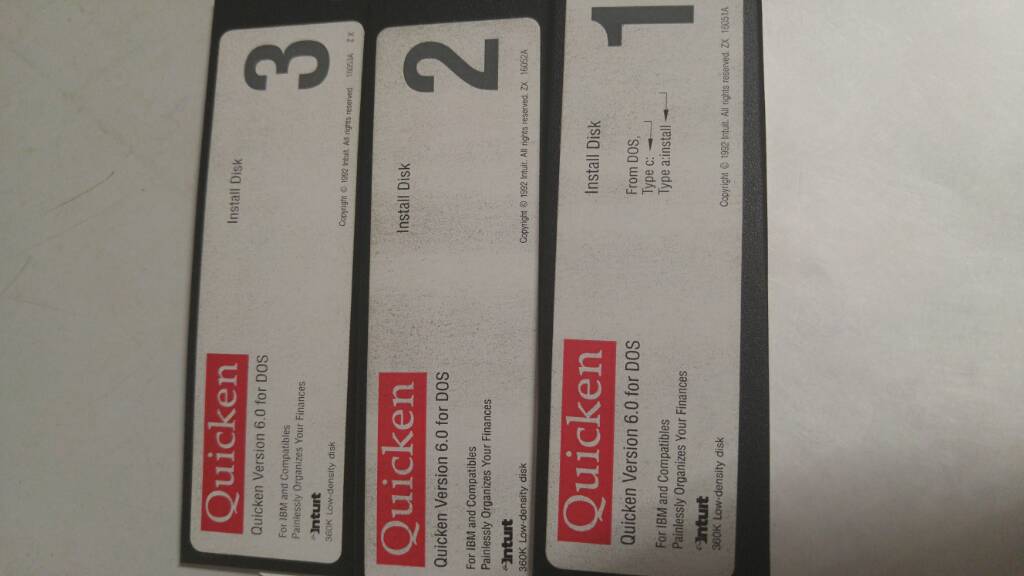 Quicken
3
Quicken Version 6.0 for DOS
Install Disk
For IBM and Compatibles
Painlessly Organizes Your Finances
Intuit
360K Low-density disk
Copyright © 1992 Intuit. All rights reserved. 16053A ZX
Quicken
2
Quicken Version 6.0 for DOS
Install Disk
For IBM and Compatibles
Painlessly Organizes Your Finances
Intuit
360K Low-density disk
Copyright © 1992 Intuit. All rights reserved. ZX 16052A
Quicken
1
Install Disk
Quicken Version 6.0 for DOS
From DOS,
Type c: ↵
Type a:install ↵
For IBM and Compatibles
Painlessly Organizes Your Finances
Intuit
360K Low-density disk
Copyright © 1992 Intuit. All rights reserved. ZX 16051A